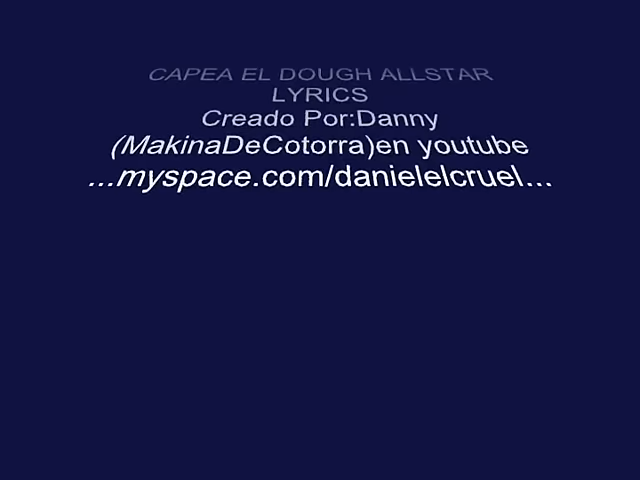 CAPEA EL DOUGH ALLSTAR
LYRICS
Creado Por:Danny
(MakinaDeCotorra)en youtube
...myspace.com/danielelcruel...